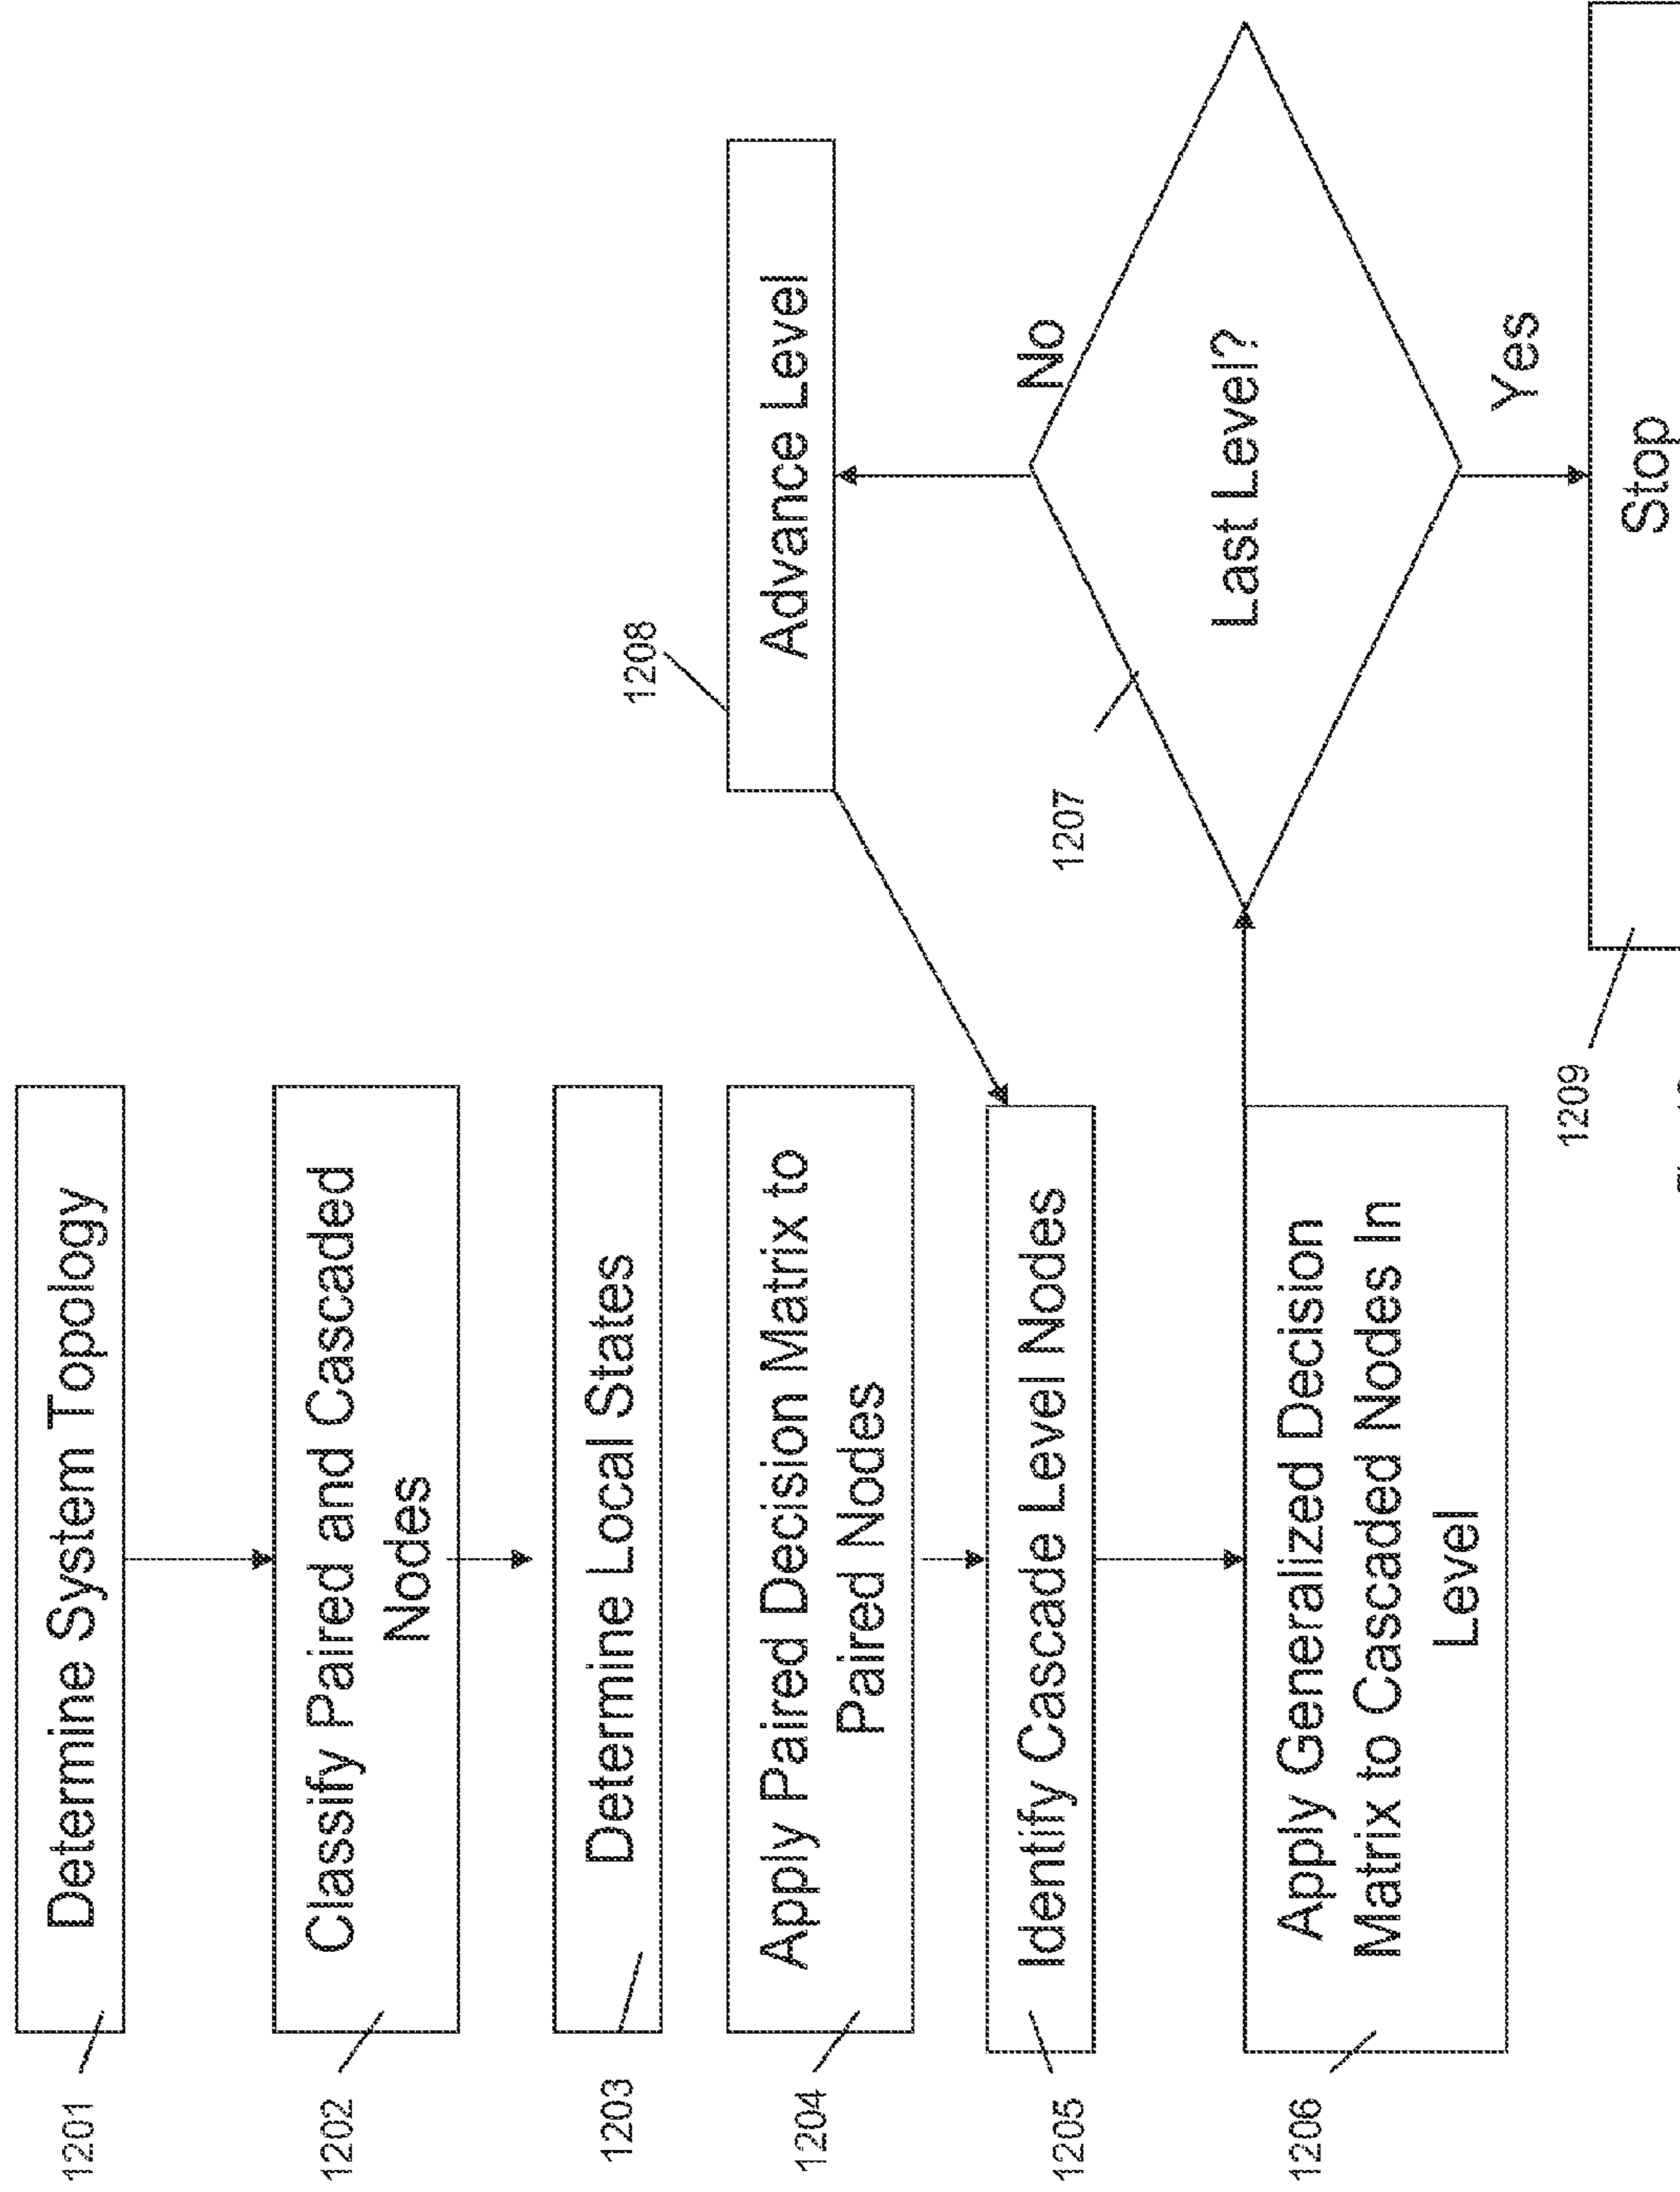 1201
Determine System Topology
1202
Classify Paired and Cascaded
Nodes
1203
Determine Local States
1204
Apply Paired Decision Matrix to
Paired Nodes
1205
Identify Cascade Level Nodes
1206
Apply Generalized Decision
Matrix to Cascaded Nodes In
Level
1207
Last Level?
No
Yes
1208
Advance Level
1209
Stop